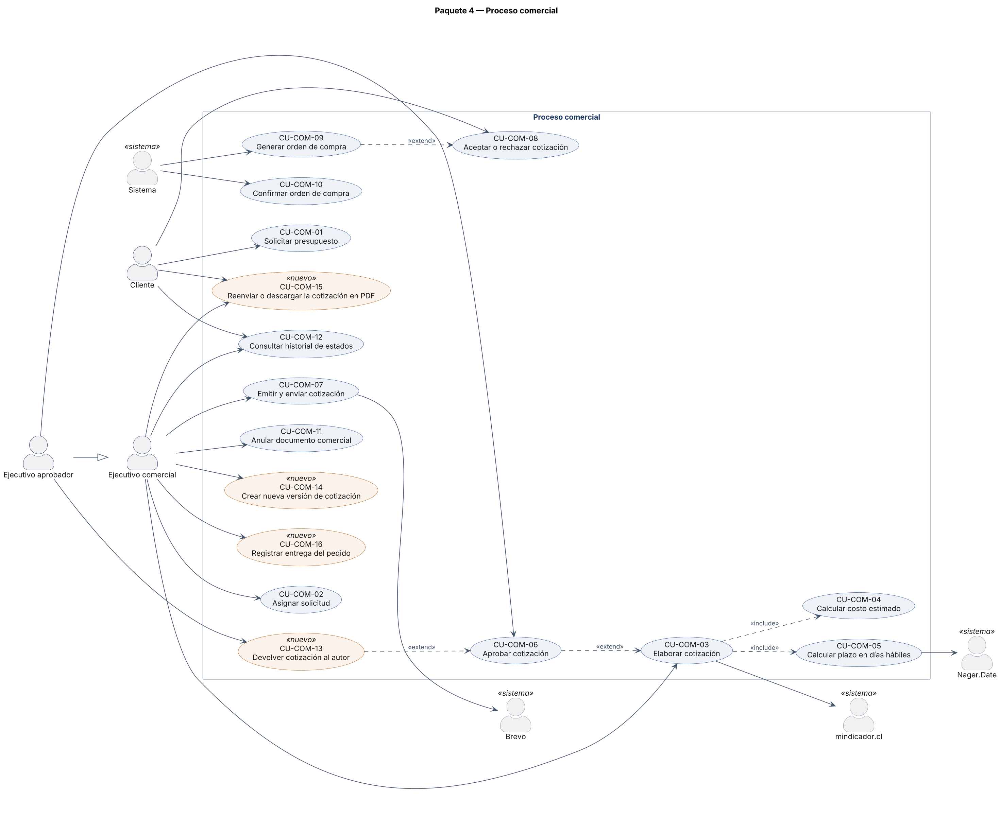 Paquete 4 — Proceso comercial
Proceso comercial
CU-COM-09
Generar orden de compra
«extend»
CU-COM-08
Aceptar o rechazar cotización
«sistema»
Sistema
CU-COM-10
Confirmar orden de compra
CU-COM-01
Solicitar presupuesto
Cliente
«nuevo»
CU-COM-15
Reenviar o descargar la cotización en PDF
CU-COM-12
Consultar historial de estados
CU-COM-07
Emitir y enviar cotización
CU-COM-11
Anular documento comercial
Ejecutivo aprobador
Ejecutivo comercial
«nuevo»
CU-COM-14
Crear nueva versión de cotización
«nuevo»
CU-COM-16
Registrar entrega del pedido
CU-COM-02
Asignar solicitud
«nuevo»
CU-COM-13
Devolver cotización al autor
«extend»
CU-COM-06
Aprobar cotización
«extend»
CU-COM-03
Elaborar cotización
«include»
CU-COM-04
Calcular costo estimado
«include»
CU-COM-05
Calcular plazo en días hábiles
«sistema»
Nager.Date
«sistema»
Brevo
«sistema»
mindicador.cl